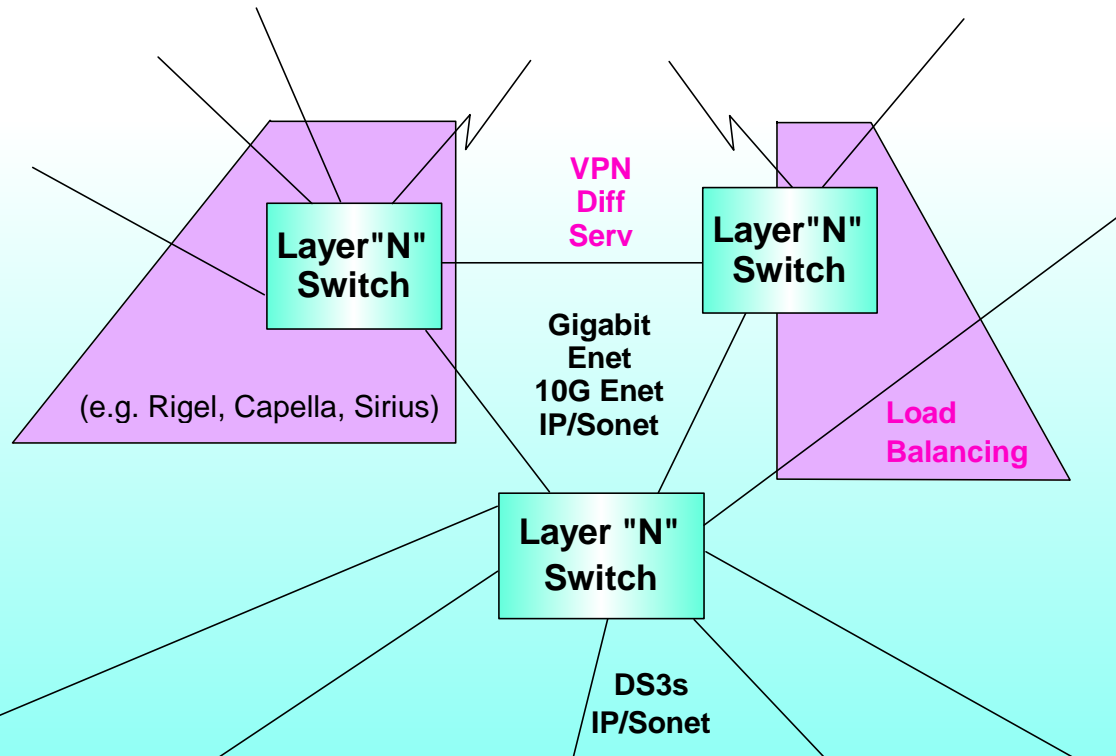 VPN
Diff
Serv
Layer"N"
Switch
Layer"N"
Switch
Gigabit
Enet
10G Enet
IP/Sonet
(e.g. Rigel, Capella, Sirius)
Load
Balancing
Layer "N"
Switch
DS3s
IP/Sonet